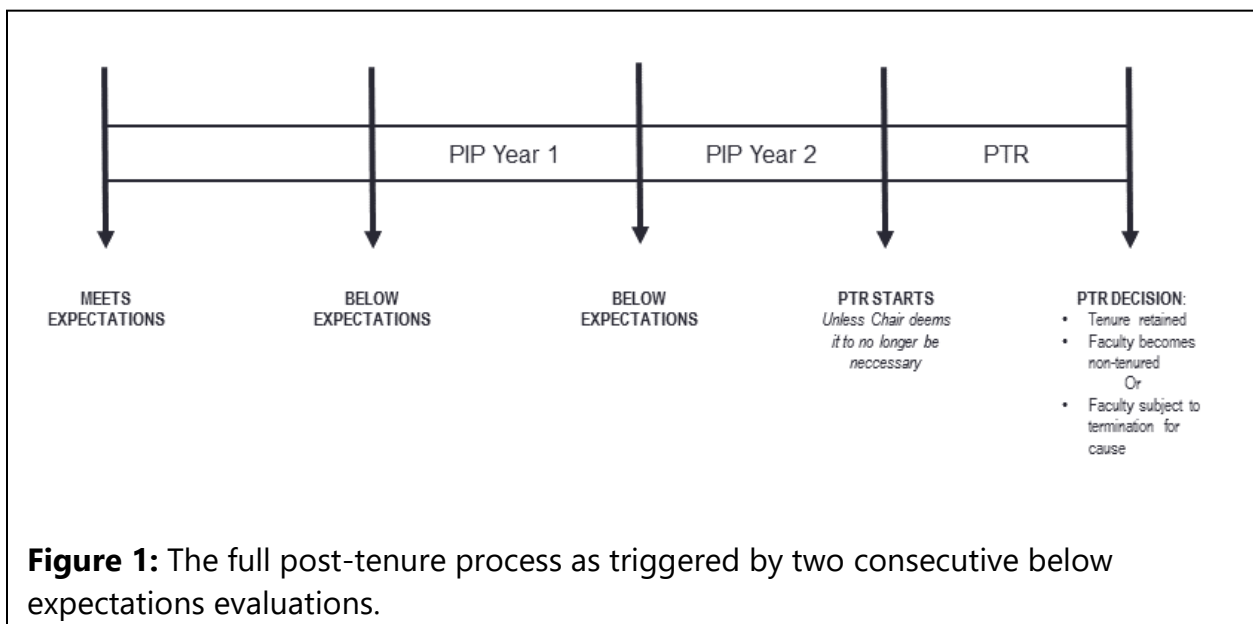 PIP Year 1
PIP Year 2
PTR
MEETS
EXPECTATIONS
BELOW
EXPECTATIONS
BELOW
EXPECTATIONS
PTR STARTS
Unless Chair deems
it to no longer be
neccessary
PTR DECISION:
• Tenure retained
• Faculty becomes
non-tenured
Or
• Faculty subject to
termination for
cause
Figure 1: The full post-tenure process as triggered by two consecutive below
expectations evaluations.